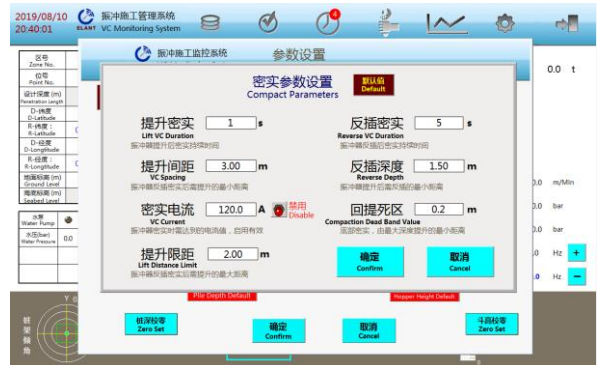 2019/08/10
20:40:01
ELANT
振冲施工管理系统
VC Monitoring System
4
振冲施工监控系统
参数设置
密实参数设置
Compact Parameters
默认值
Default
提升密实 1 s
Lift VC Duration
振冲器提升后密实持续时间
反插密实 5 s
Reverse VC Duration
振冲器反插后密实持续时间
提升间距 3.00 m
VC Spacing
振冲器反插密实后需提升的最小距离
反插深度 1.50 m
Reverse Depth
振冲器提升后需反插的最小距离
密实电流 120.0 A
VC Current
振冲器密实时需达到的电流值，启用有效
禁用
Disable
回提死区 0.2 m
Compaction Dead Band Value
底部密实，由最大深度提升的最小距离
提升限距 2.00 m
Lift Distance Limit
振冲器反插密实后需提升的最大距离
确定
Confirm
取消
Cancel
区号
Zone No.
位号
Point No.
设计深度 (m)
Penetration Length
D-纬度
D-Latitude
R-纬度：
R-Latitude
D-经度
D-Longtitude
R-经度：
R-Longtitude
地面标高 (m)
Ground Level
海底标高 (m)
Seabed Level
水泵
Water Pump
水压(bar)
Water Pressure
0.0
0.0 t
m/Min
bar
bar
Hz +
Hz −
Pile Depth Default
Hopper Height Default
桩深校零
Zero Set
确定
Confirm
取消
Cancel
斗高校零
Zero Set
桩架倾角
Y